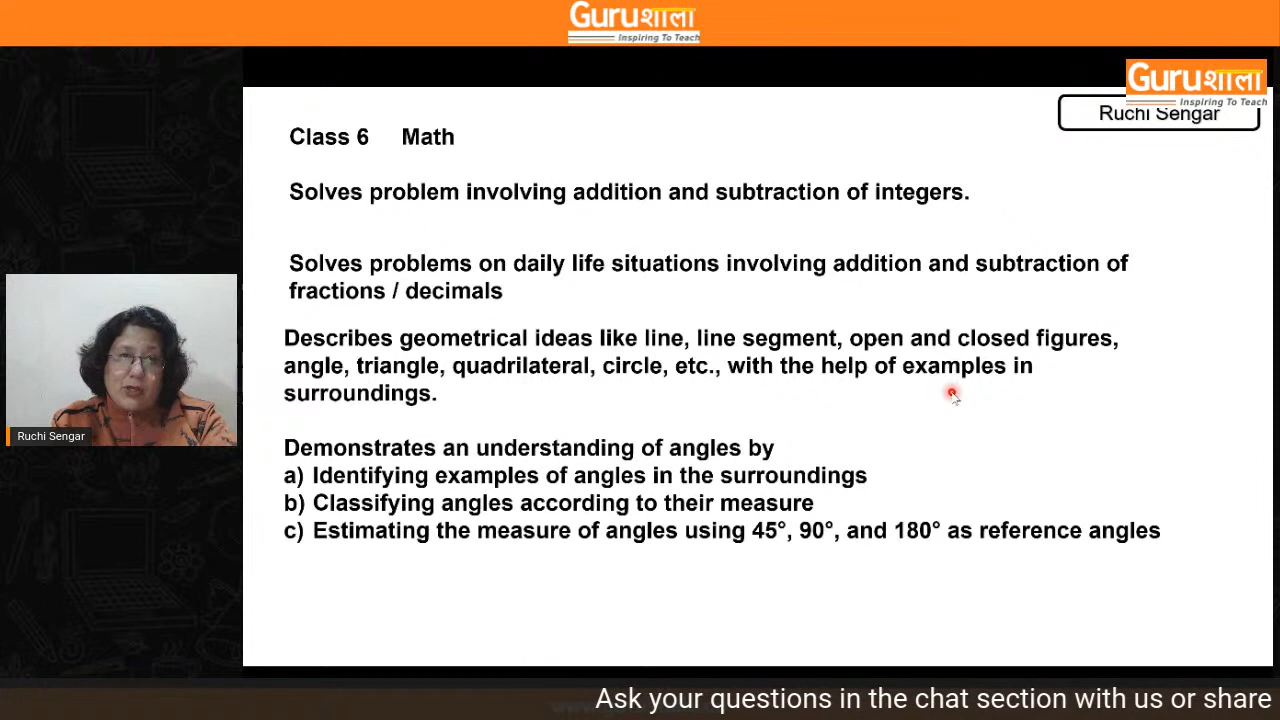 Guruशाला
Inspiring To Teach
Guruशाला
Inspiring To Teach
Ruchi Sengar
Class 6 Math
Solves problem involving addition and subtraction of integers.
Solves problems on daily life situations involving addition and subtraction of
fractions / decimals
Describes geometrical ideas like line, line segment, open and closed figures,
angle, triangle, quadrilateral, circle, etc., with the help of examples in
surroundings.
Demonstrates an understanding of angles by
a) Identifying examples of angles in the surroundings
b) Classifying angles according to their measure
c) Estimating the measure of angles using 45°, 90°, and 180° as reference angles
Ruchi Sengar
Ask your questions in the chat section with us or share